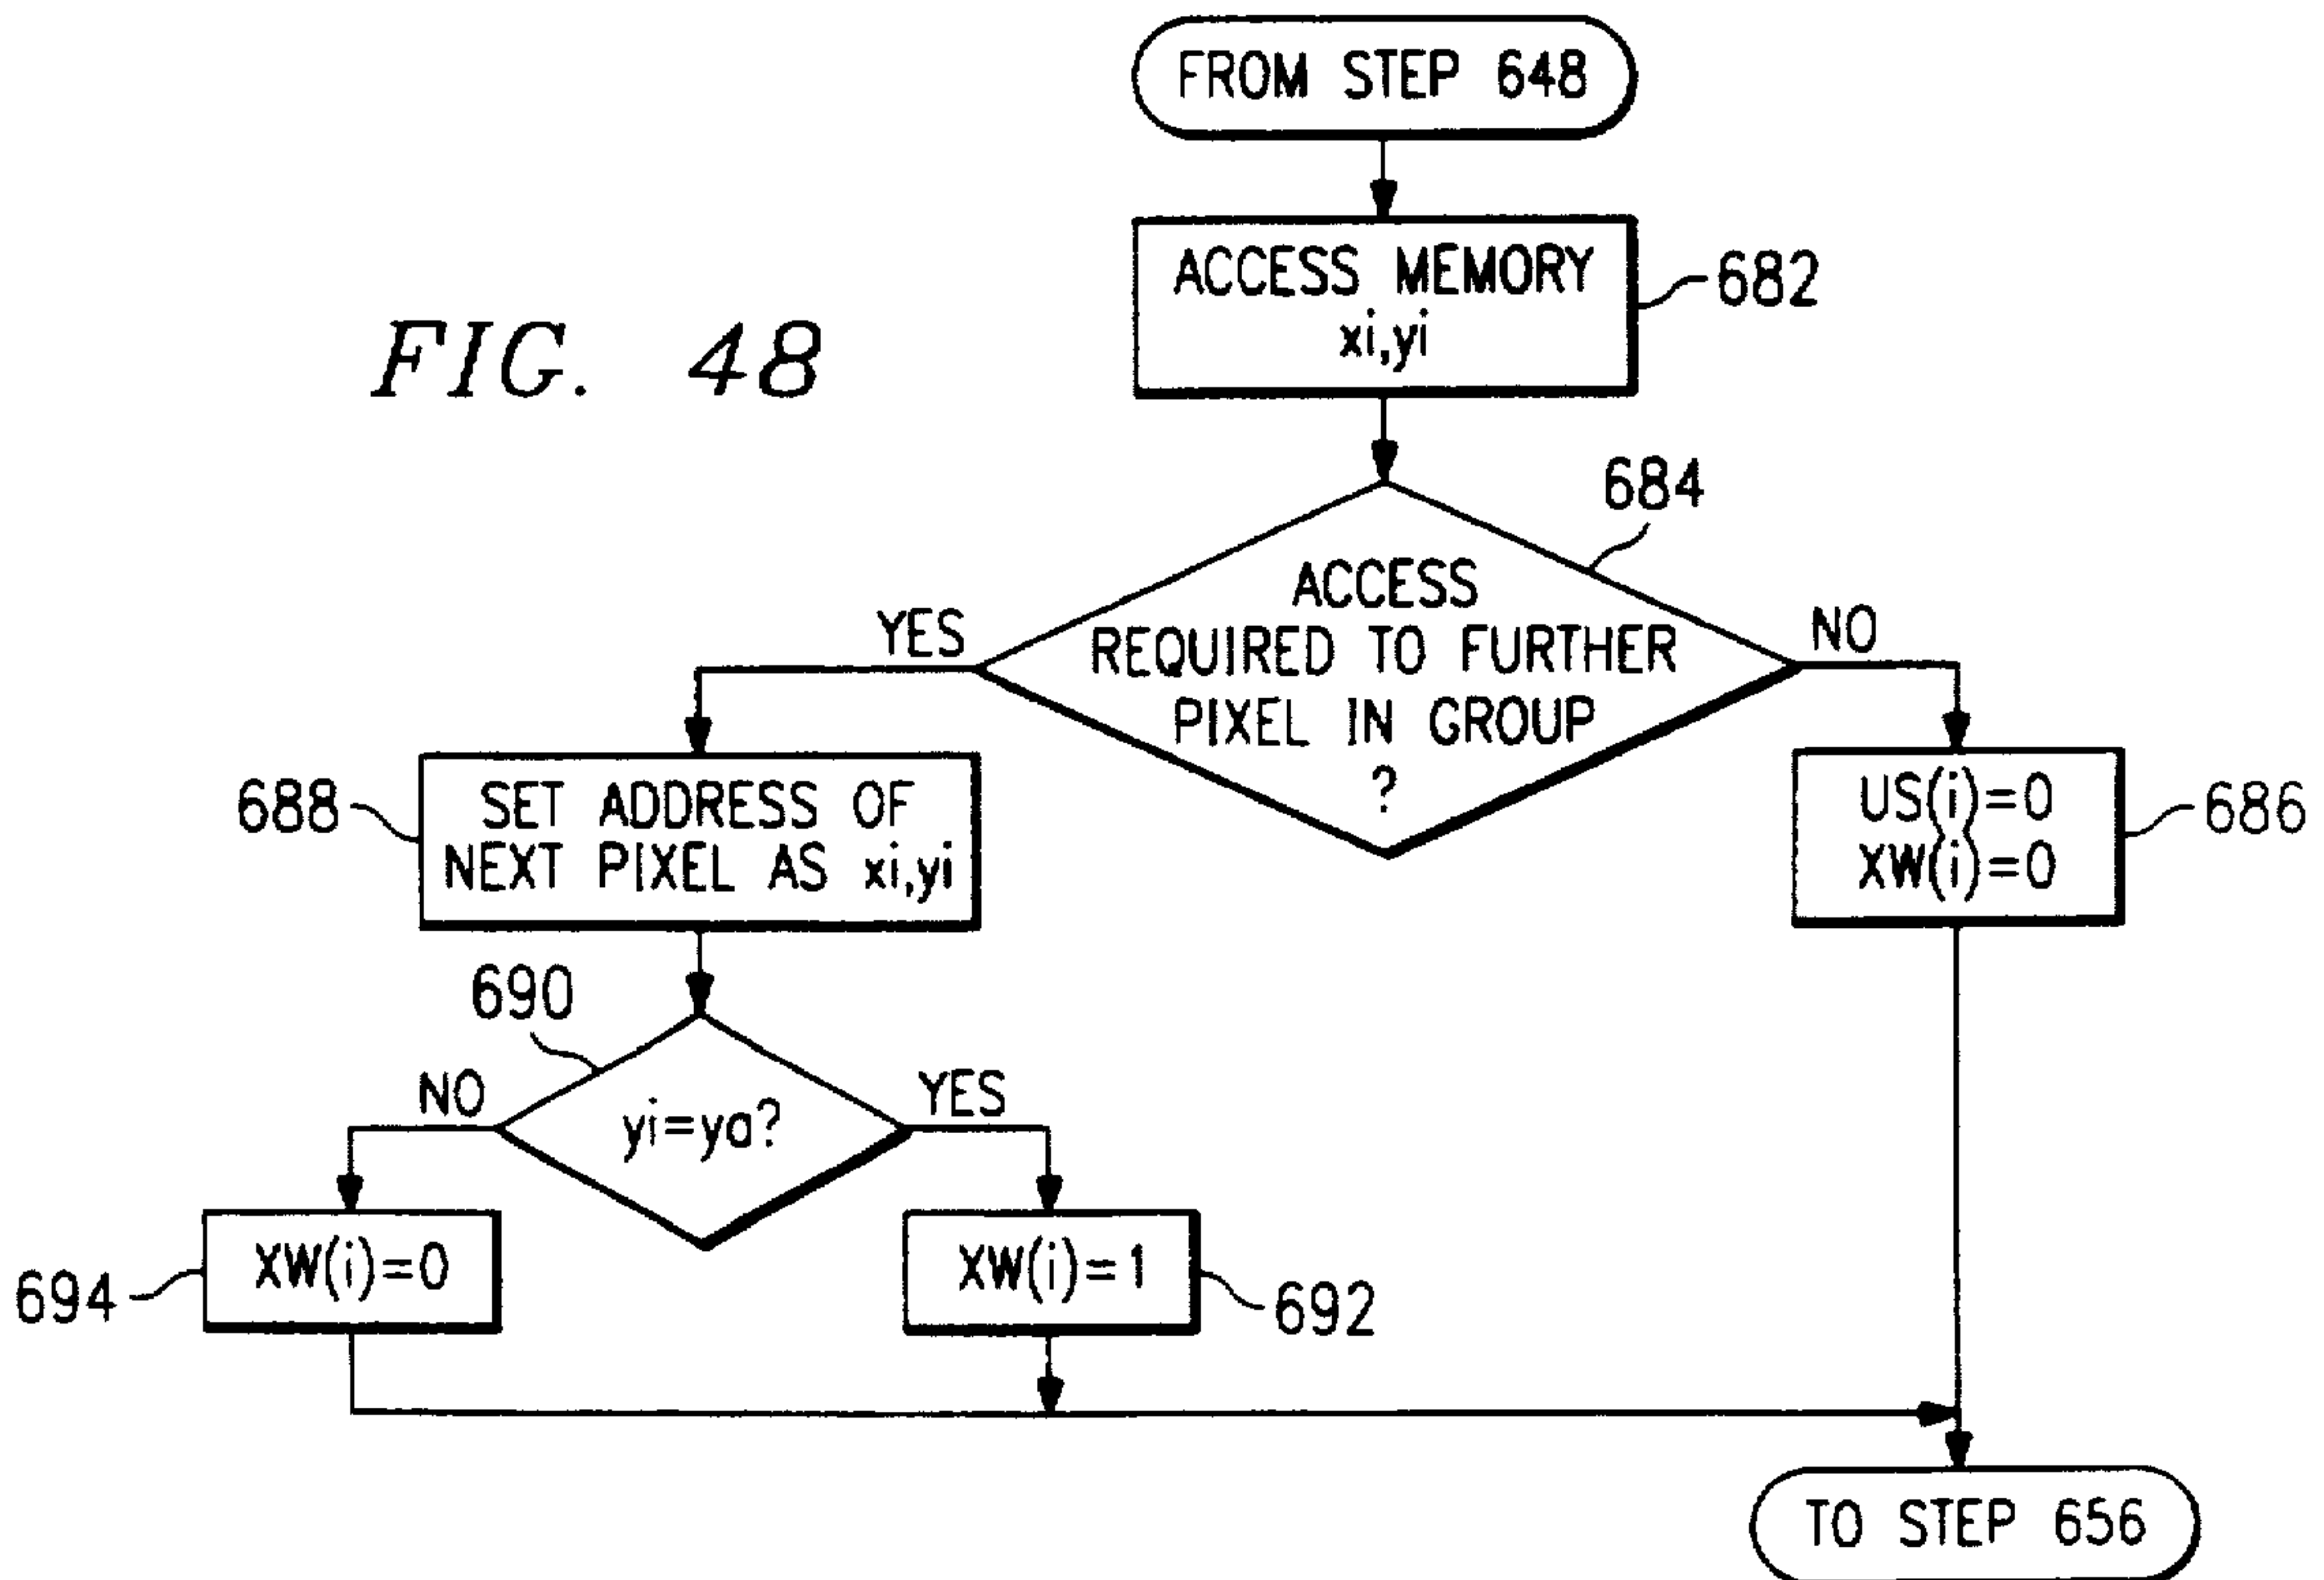 FROM STEP 648
FIG. 48
ACCESS MEMORY
xi,yi
682
684
ACCESS
REQUIRED TO FURTHER
PIXEL IN GROUP
?
YES
NO
688
SET ADDRESS OF
NEXT PIXEL AS xi,yi
US(i)=0
XW(i)=0
686
690
yi=ya?
NO
YES
694
XW(i)=0
XW(i)=1
692
TO STEP 656